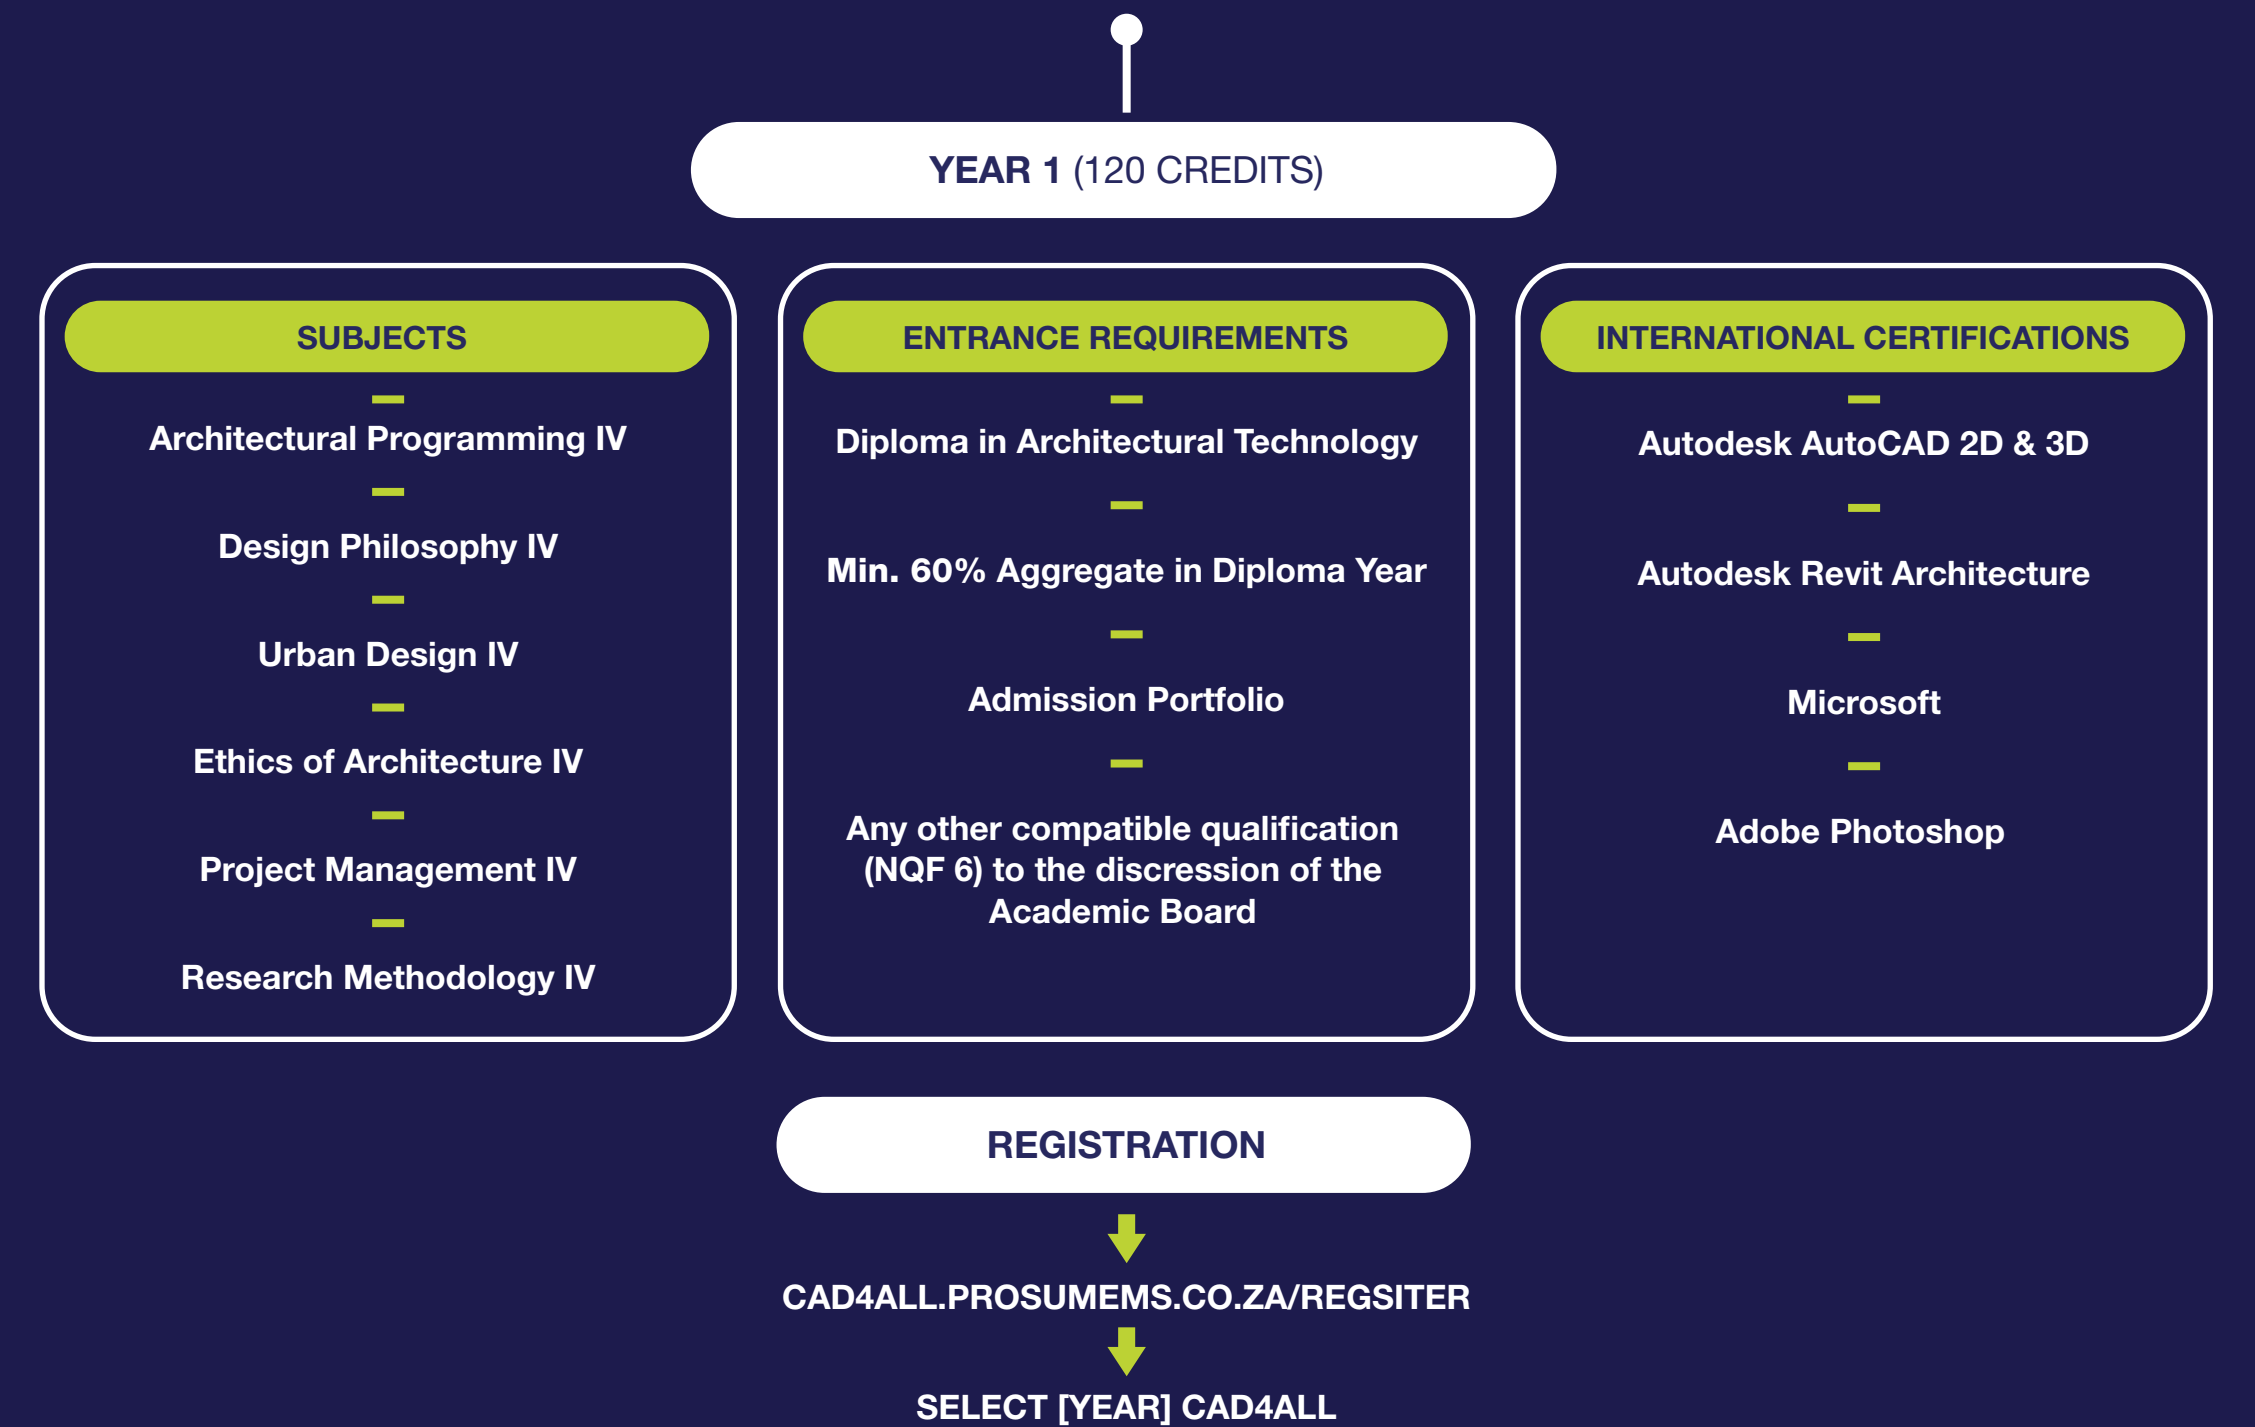 YEAR 1 (120 CREDITS)
SUBJECTS
Architectural Programming IV
Design Philosophy IV
Urban Design IV
Ethics of Architecture IV
Project Management IV
Research Methodology IV
ENTRANCE REQUIREMENTS
Diploma in Architectural Technology
Min. 60% Aggregate in Diploma Year
Admission Portfolio
Any other compatible qualification
(NQF 6) to the discression of the
Academic Board
INTERNATIONAL CERTIFICATIONS
Autodesk AutoCAD 2D & 3D
Autodesk Revit Architecture
Microsoft
Adobe Photoshop
REGISTRATION
CAD4ALL.PROSUMEMS.CO.ZA/REGSITER
SELECT [YEAR] CAD4ALL